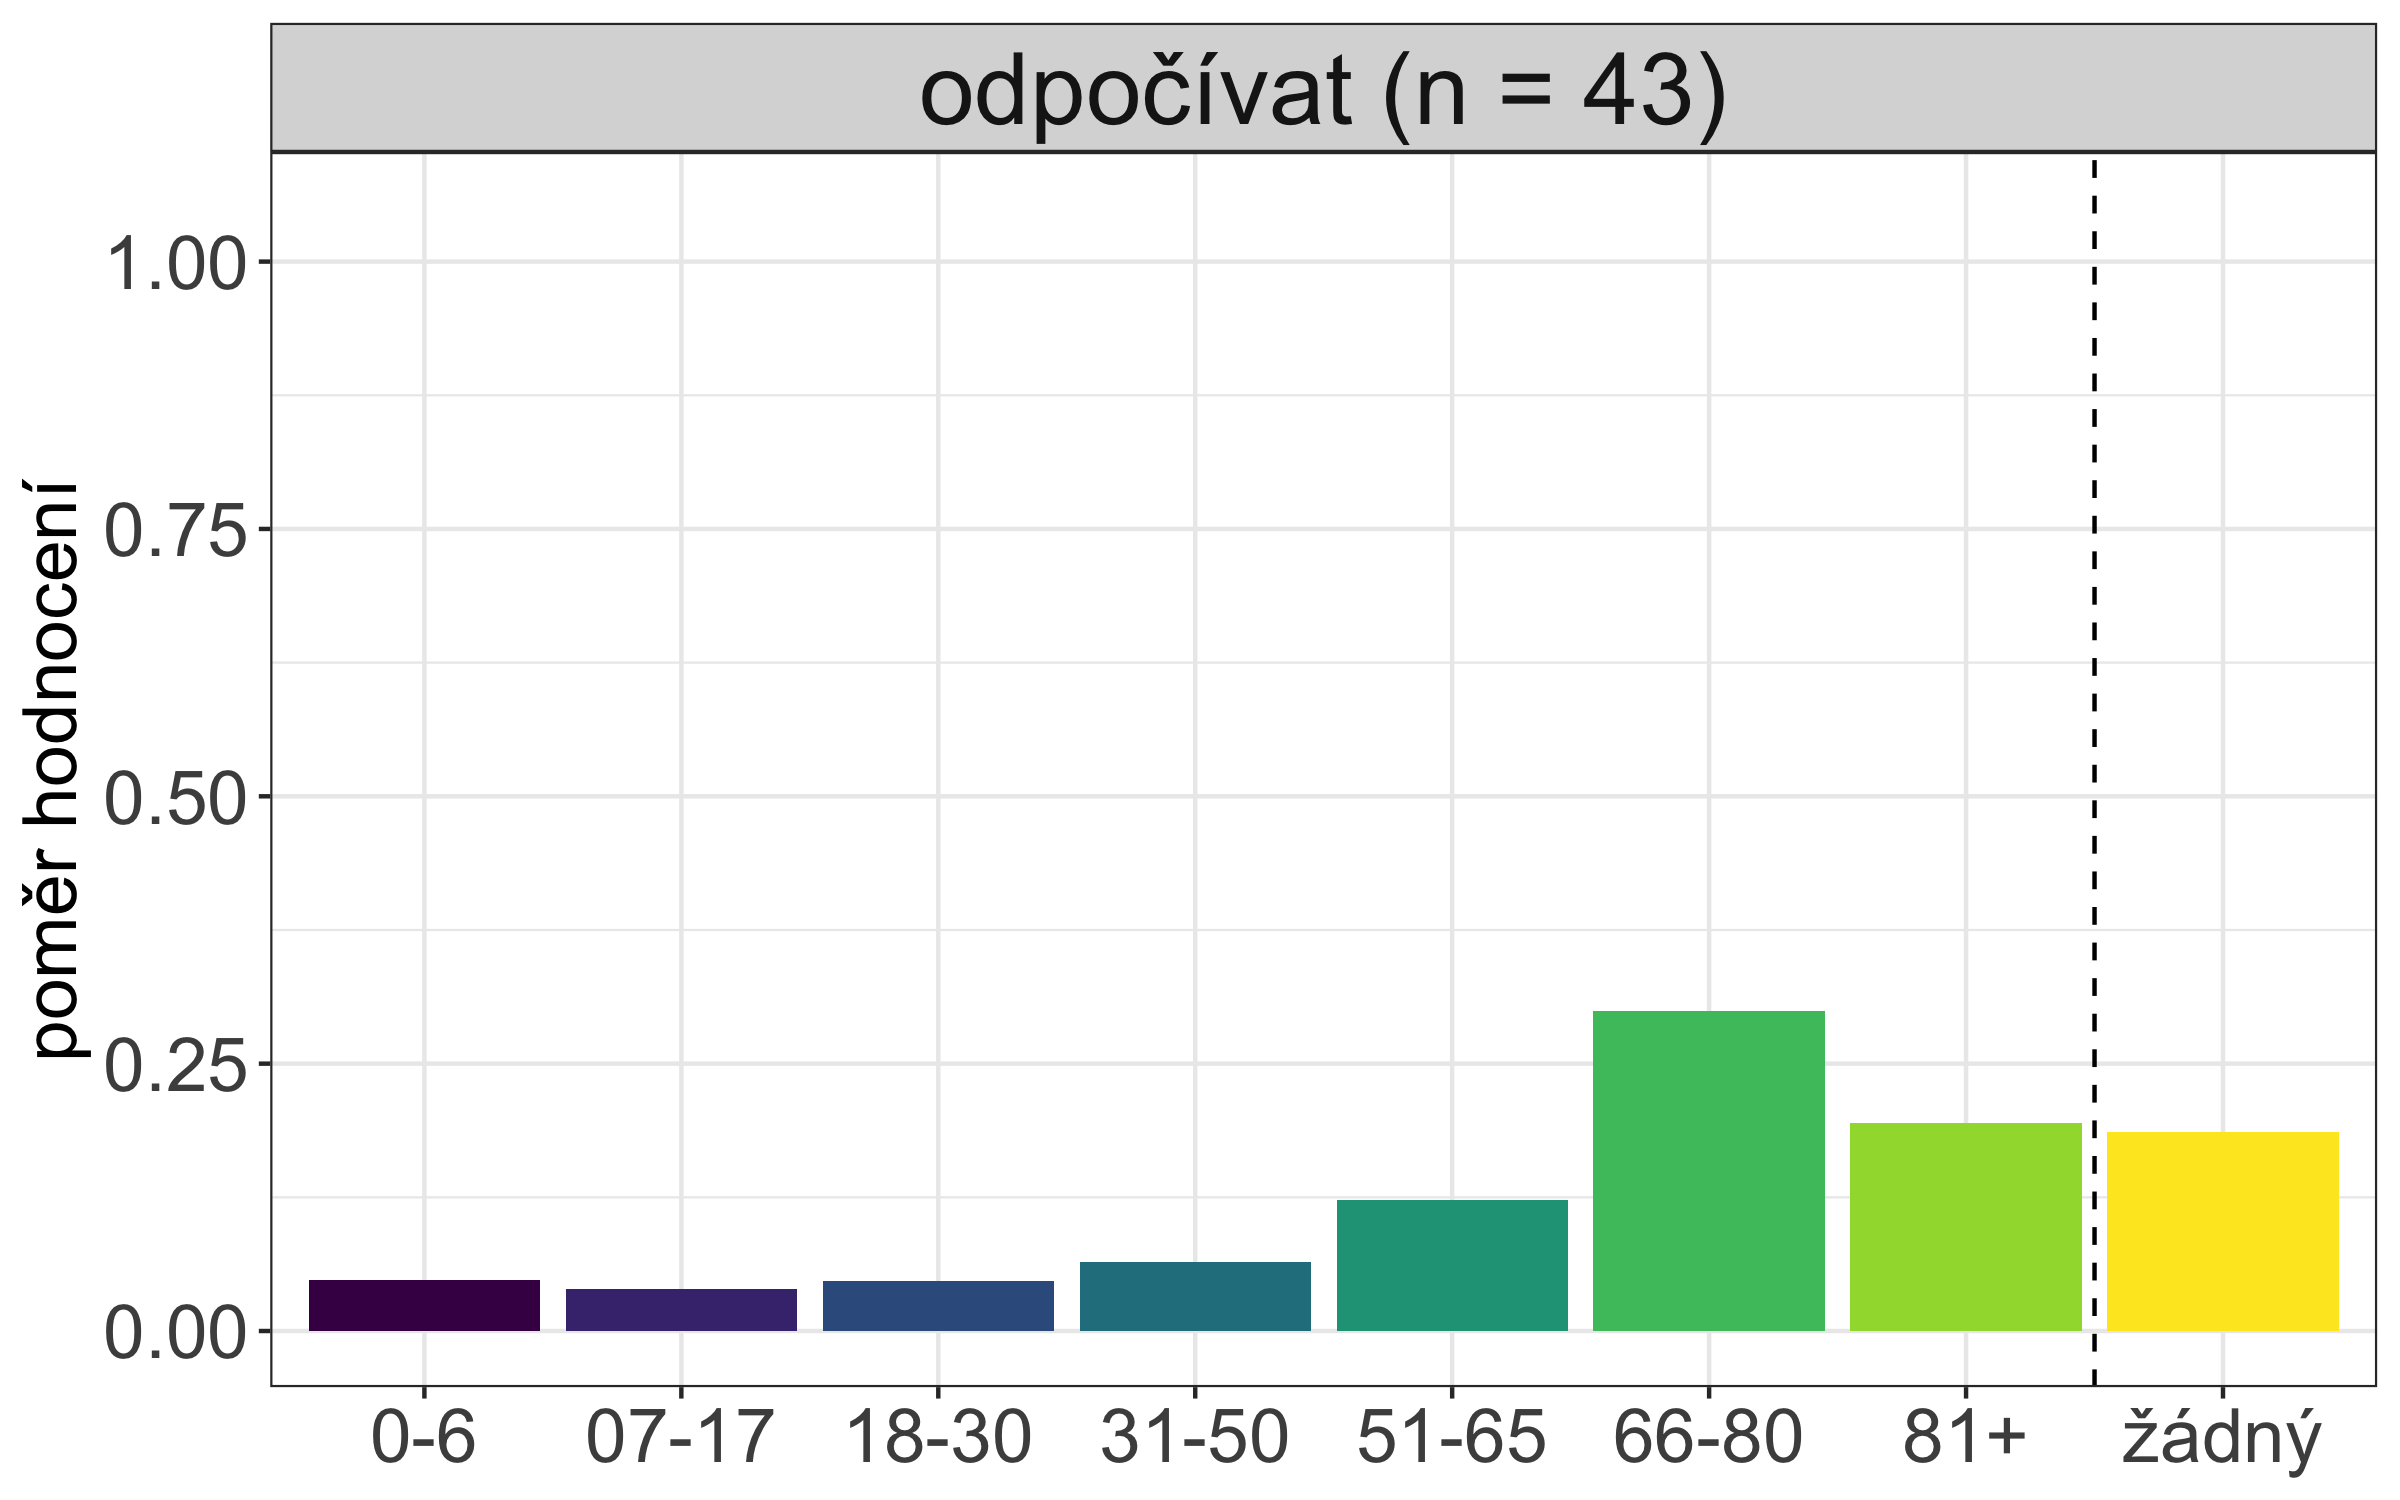 odpočívat (n = 43)
poměr hodnocení
1.00
0.75
0.50
0.25
0.00
0-6 07-17 18-30 31-50 51-65 66-80 81+ žádný